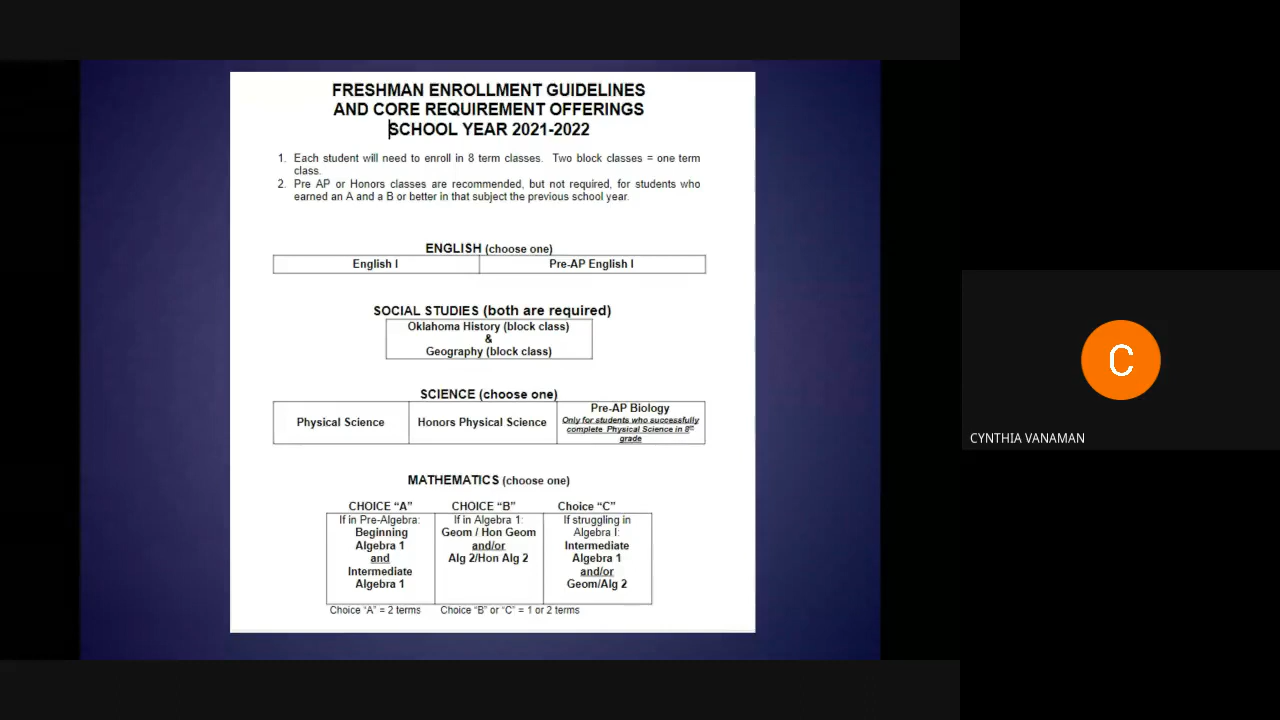 FRESHMAN ENROLLMENT GUIDELINES
AND CORE REQUIREMENT OFFERINGS
SCHOOL YEAR 2021-2022
1. Each student will need to enroll in 8 term classes. Two block classes = one term
class.
2. Pre AP or Honors classes are recommended, but not required, for students who
earned an A and a B or better in that subject the previous school year.
ENGLISH (choose one)
English I
Pre-AP English I
SOCIAL STUDIES (both are required)
Oklahoma History (block class)
&
Geography (block class)
SCIENCE (choose one)
Physical Science
Honors Physical Science
Pre-AP Biology
Only for students who successfully
complete Physical Science in 8th
grade
MATHEMATICS (choose one)
CHOICE “A”
If in Pre-Algebra:
Beginning
Algebra 1
and
Intermediate
Algebra 1
CHOICE “B”
If in Algebra 1:
Geom / Hon Geom
and/or
Alg 2/Hon Alg 2
Choice “C”
If struggling in
Algebra I:
Intermediate
Algebra 1
and/or
Geom/Alg 2
Choice “A” = 2 terms
Choice “B” or “C” = 1 or 2 terms
C
CYNTHIA VANAMAN